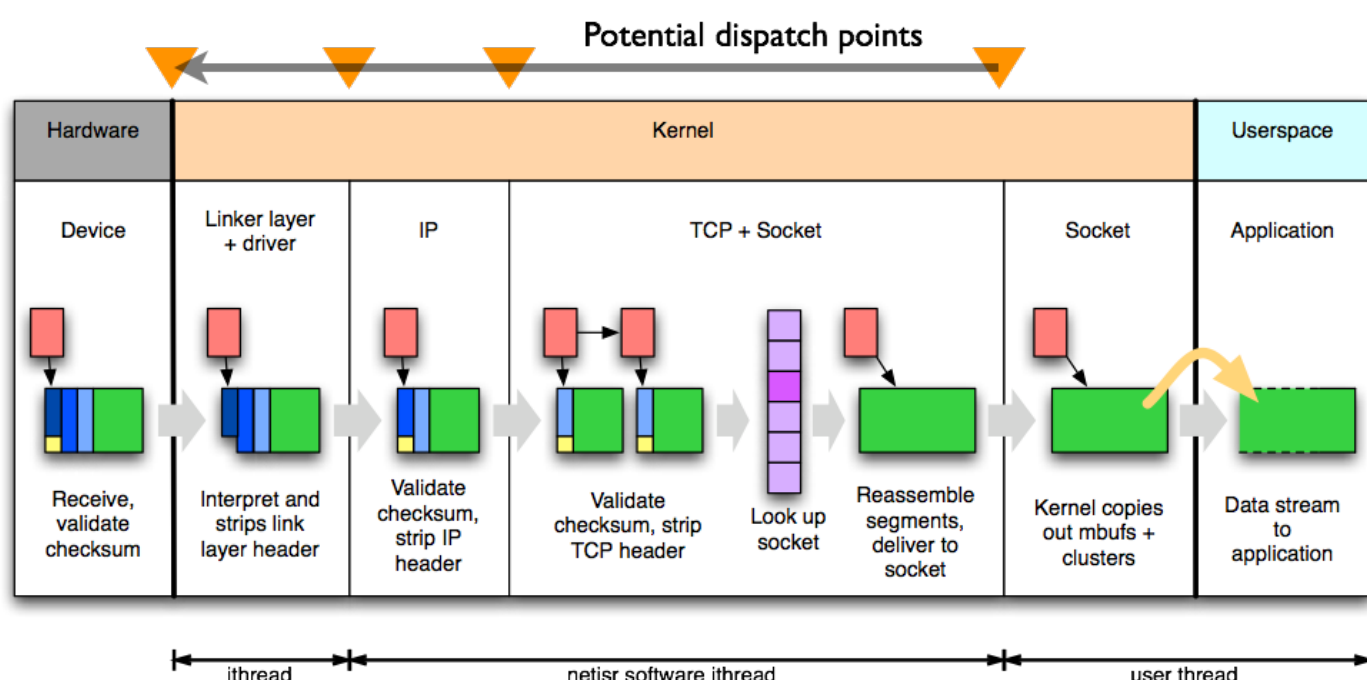 Potential dispatch points
Hardware
Kernel
Userspace
Device
Linker layer
+ driver
IP
TCP + Socket
Socket
Application
Receive,
validate
checksum
Interpret and
strips link
layer header
Validate
checksum,
strip IP
header
Validate
checksum, strip
TCP header
Look up
socket
Reassemble
segments,
deliver to
socket
Kernel copies
out mbufs +
clusters
Data stream
to
application
ithread
netisr software ithread
user thread